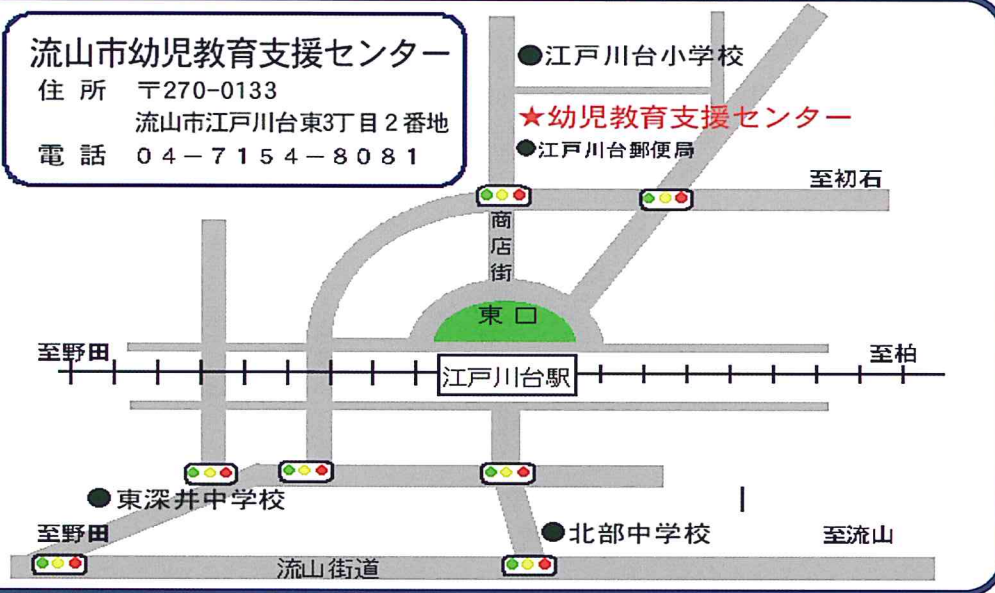 流山市幼児教育支援センター
住 所 〒270-0133
流山市江戸川台東3丁目2番地
電 話 04-7154-8081
●江戸川台小学校
★幼児教育支援センター
●江戸川台郵便局
至初石
商店街
東口
至野田
至柏
江戸川台駅
●東深井中学校
至野田
●北部中学校
至流山
流山街道